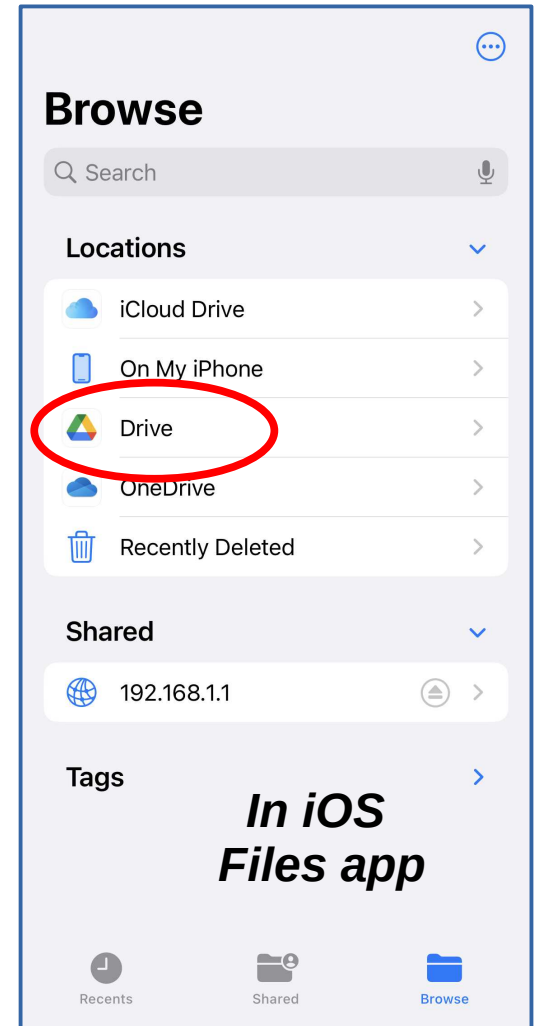 Browse
Search
Locations
iCloud Drive
On My iPhone
Drive
OneDrive
Recently Deleted
Shared
192.168.1.1
Tags
In iOS
Files app
Recents
Shared
Browse